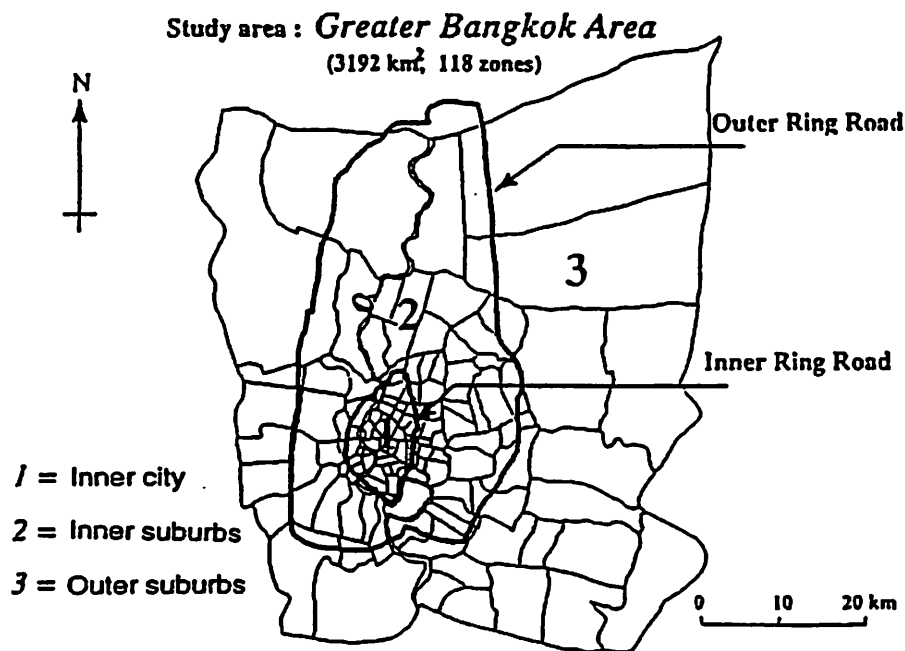 Study area : Greater Bangkok Area
(3192 km², 118 zones)
N
Outer Ring Road
3
2
Inner Ring Road
1
1 = Inner city
2 = Inner suburbs
3 = Outer suburbs
0 10 20 km